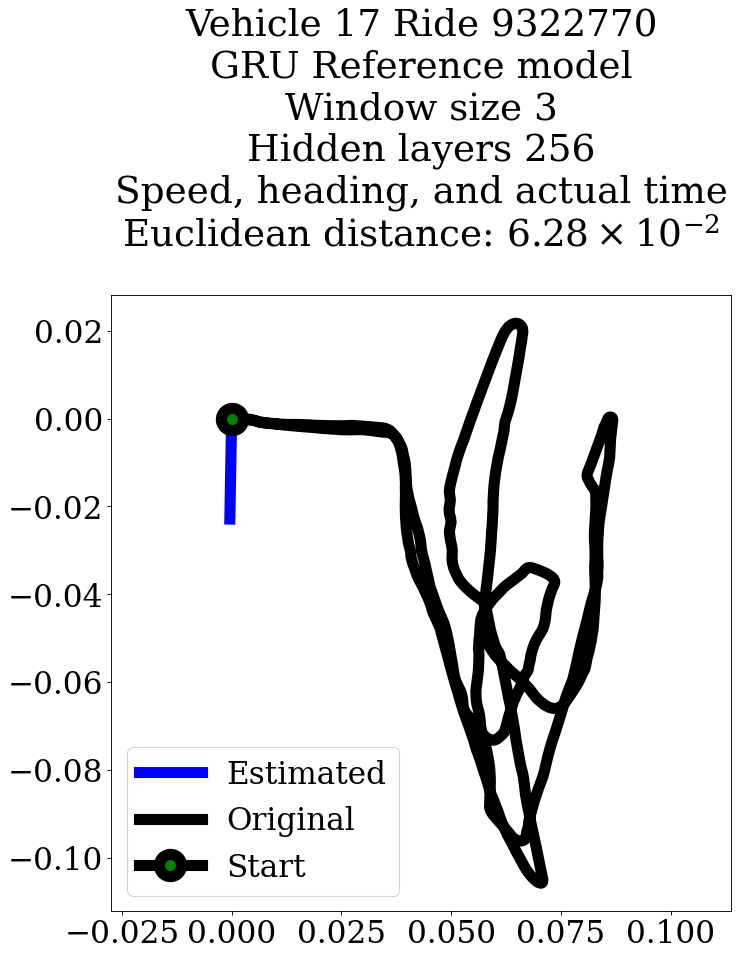 Vehicle 17 Ride 9322770
GRU Reference model
Window size 3
Hidden layers 256
Speed, heading, and actual time
Euclidean distance: 6.28 × 10⁻²
0.02
0.00
−0.02
−0.04
−0.06
−0.08
−0.10
Estimated
Original
Start
−0.025 0.000 0.025 0.050 0.075 0.100